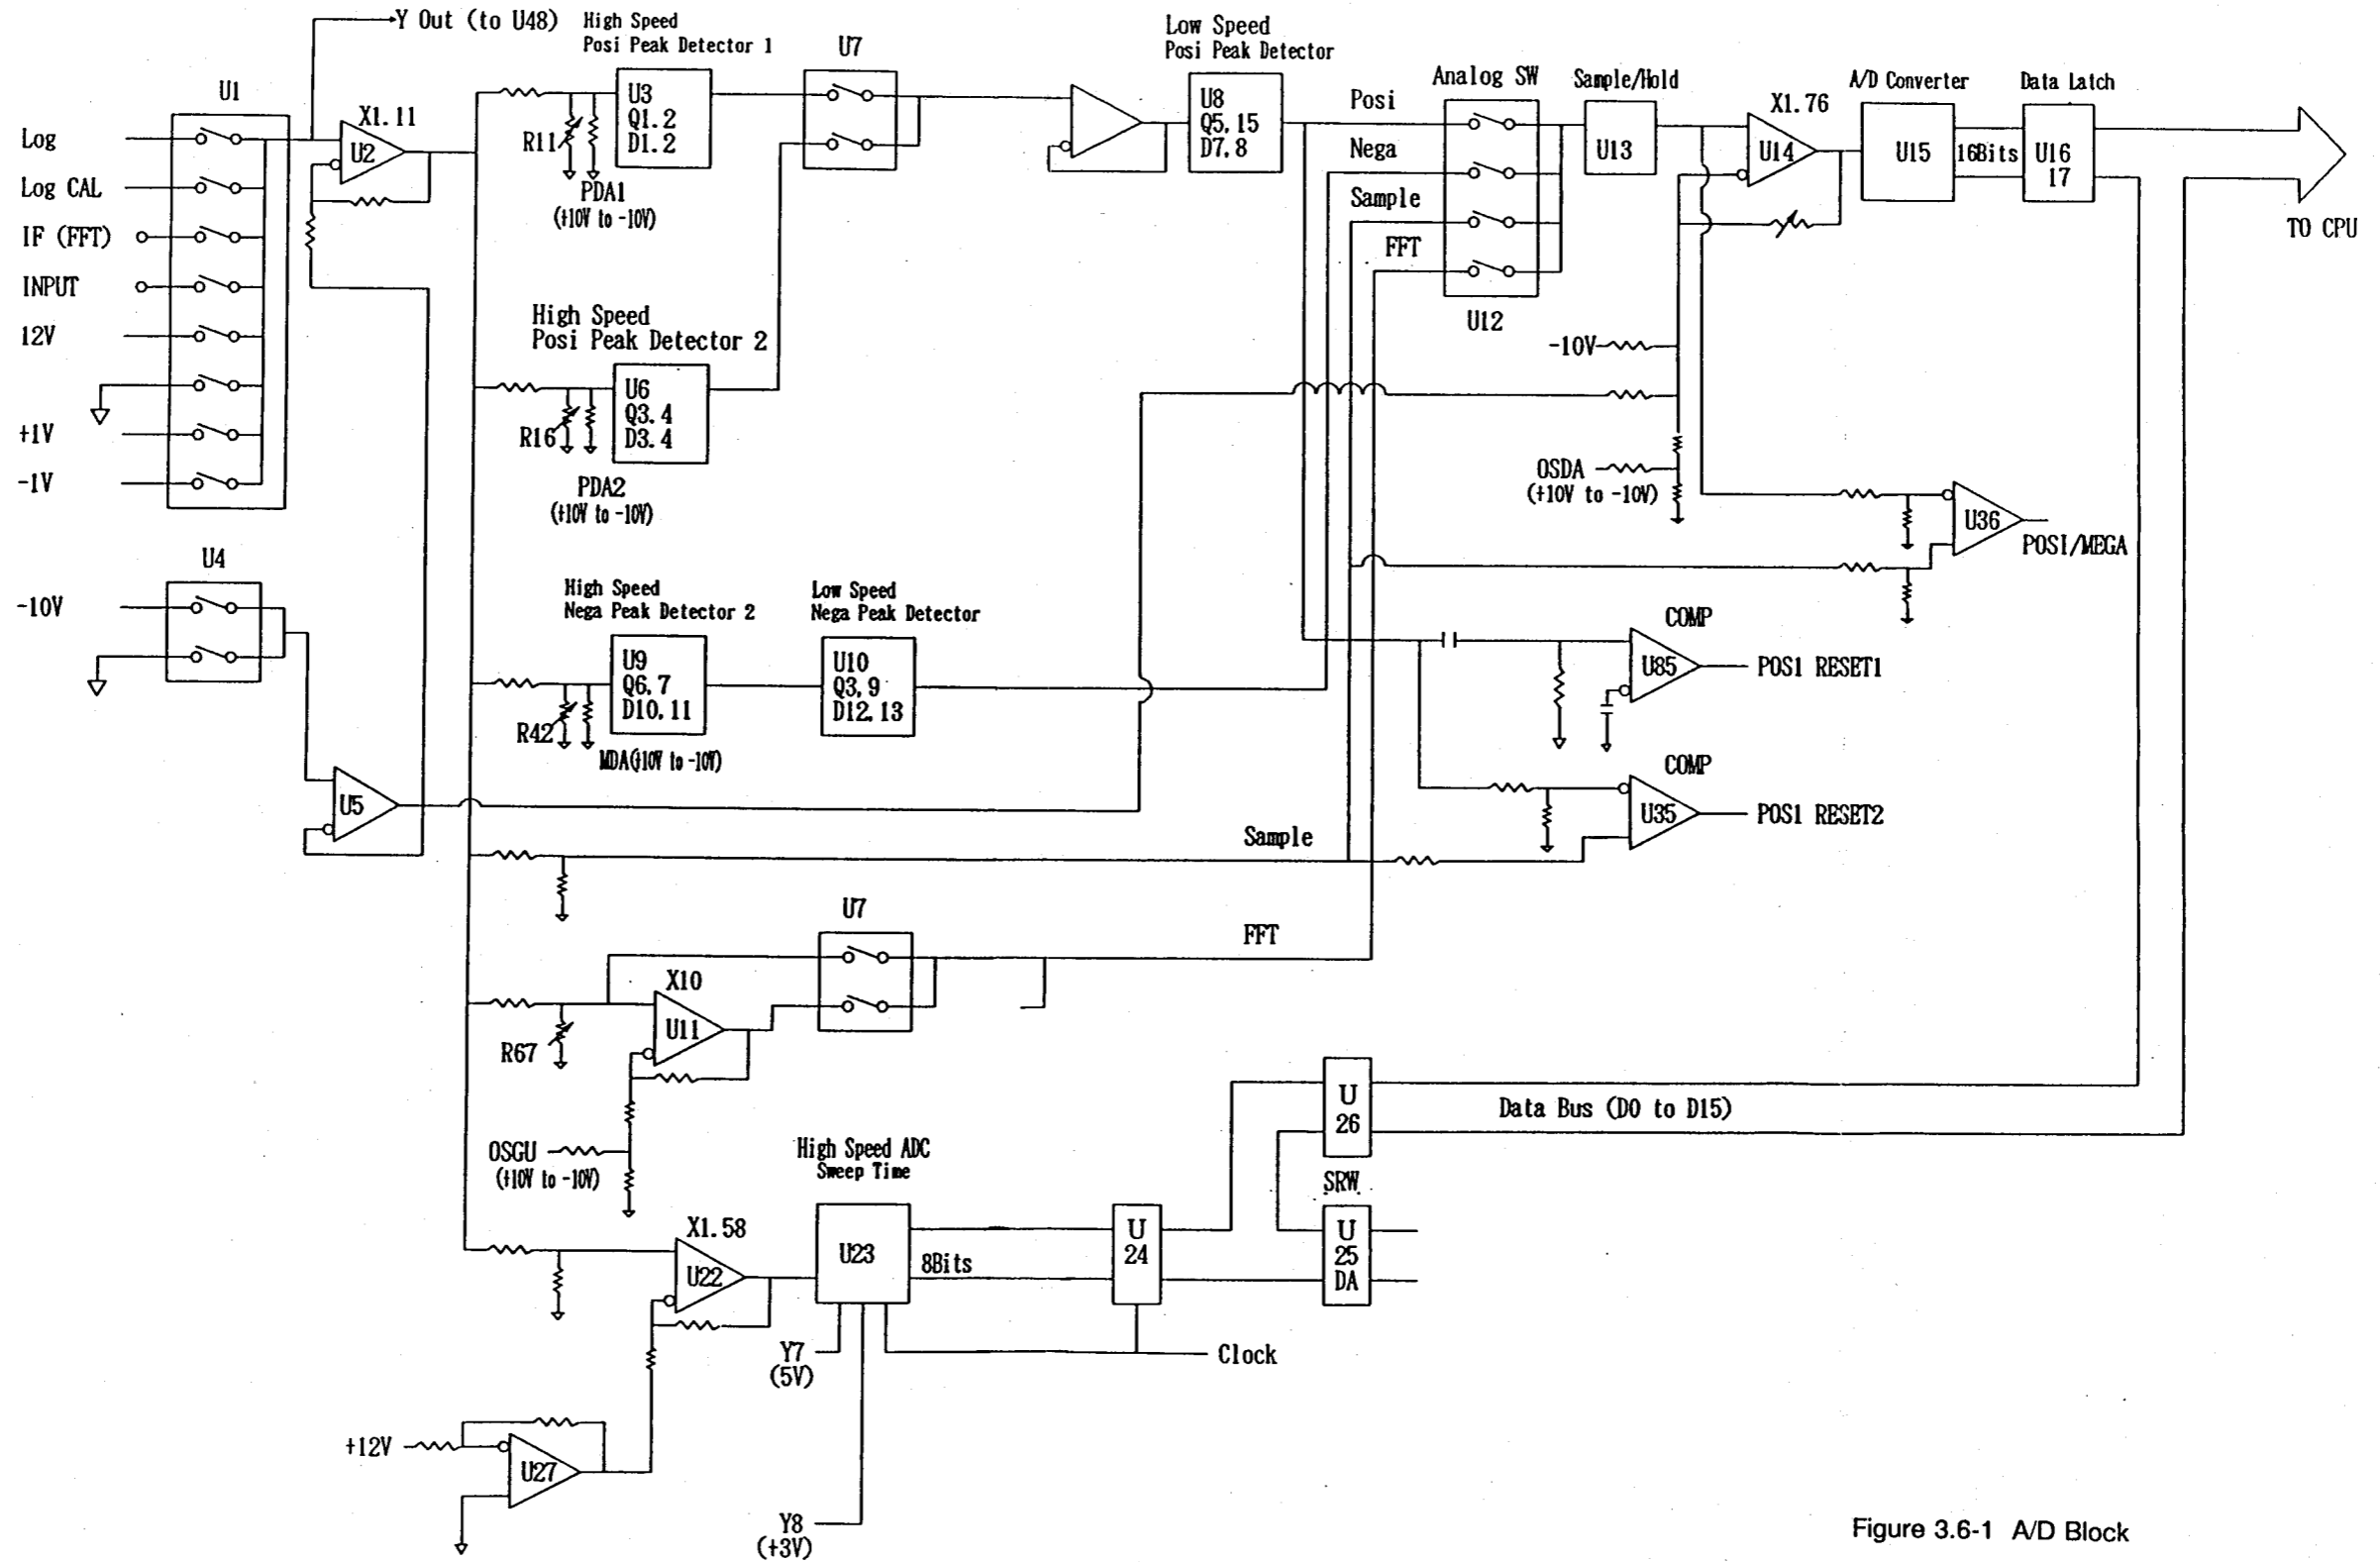 Y Out (to U48)
High Speed
Posi Peak Detector 1
U7
Low Speed
Posi Peak Detector
U1
Analog SW
Sample/Hold
A/D Converter
Data Latch
Log
Log CAL
IF (FFT)
INPUT
12V
+1V
-1V
X1.11
U2
R11
U3
Q1.2
D1.2
PDA1
(+10V to -10V)
U8
Q5,15
D7,8
Posi
Nega
Sample
FFT
U12
U13
X1.76
U14
U15
16Bits
U16
17
TO CPU
High Speed
Posi Peak Detector 2
R16
U6
Q3.4
D3.4
PDA2
(+10V to -10V)
-10V
OSDA
(+10V to -10V)
U36
POSI/MEGA
U4
-10V
High Speed
Nega Peak Detector 2
Low Speed
Nega Peak Detector
R42
U9
Q6,7
D10,11
MDA(+10V to -10V)
U10
Q3,9
D12,13
COMP
U85
POS1 RESET1
COMP
U35
POS1 RESET2
U5
Sample
U7
FFT
X10
U11
R67
OSGU
(+10V to -10V)
U
26
Data Bus (D0 to D15)
High Speed ADC
Sweep Time
SRW
X1.58
U22
U23
8Bits
U
24
U
25
DA
Y7
(5V)
Clock
+12V
U27
Y8
(+3V)
Figure 3.6-1 A/D Block